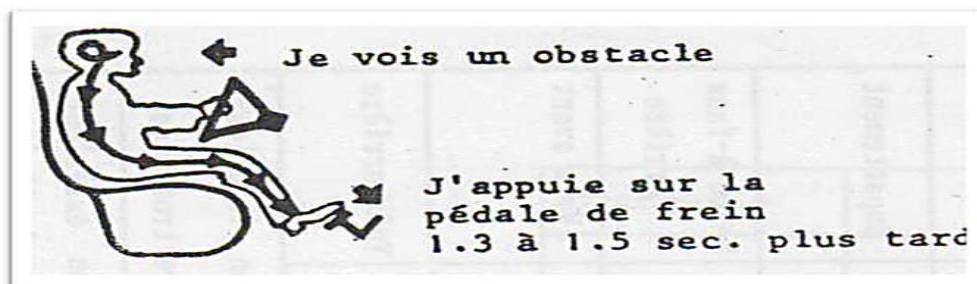 Je vois un obstacle
J'appuie sur la
pédale de frein
1.3 à 1.5 sec. plus tard